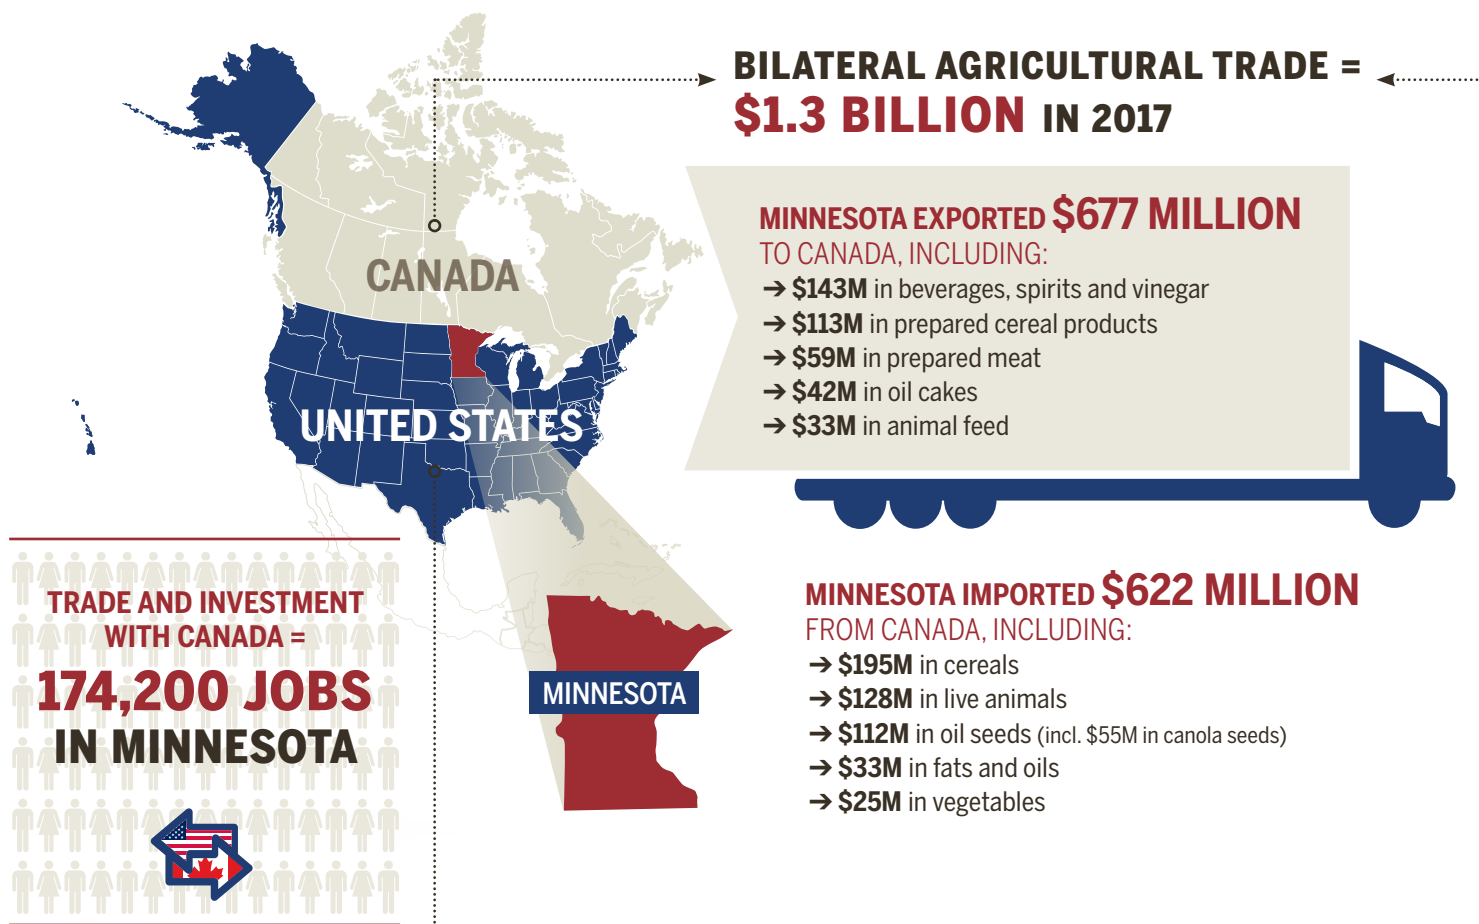 BILATERAL AGRICULTURAL TRADE =
$1.3 BILLION IN 2017
MINNESOTA EXPORTED $677 MILLION
TO CANADA, INCLUDING:
➔ $143M in beverages, spirits and vinegar
➔ $113M in prepared cereal products
➔ $59M in prepared meat
➔ $42M in oil cakes
➔ $33M in animal feed
CANADA
UNITED STATES
MINNESOTA
TRADE AND INVESTMENT
WITH CANADA =
174,200 JOBS
IN MINNESOTA
MINNESOTA IMPORTED $622 MILLION
FROM CANADA, INCLUDING:
➔ $195M in cereals
➔ $128M in live animals
➔ $112M in oil seeds (incl. $55M in canola seeds)
➔ $33M in fats and oils
➔ $25M in vegetables